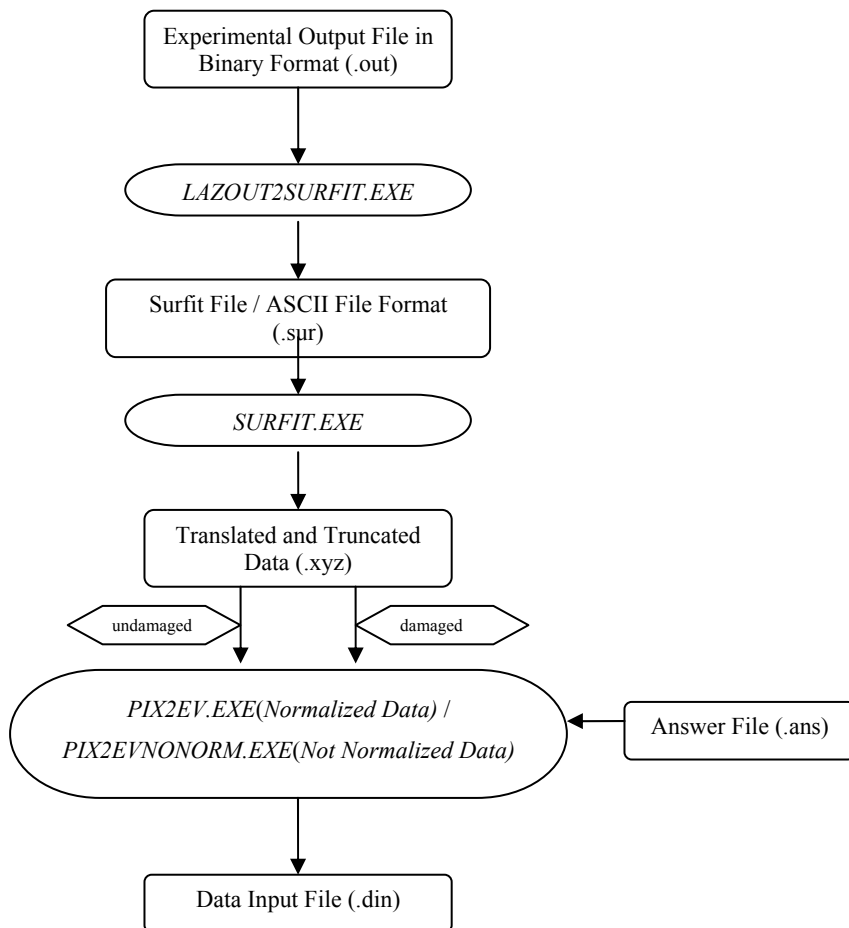 Experimental Output File in
Binary Format (.out)
LAZOUT2SURFIT.EXE
Surfit File / ASCII File Format
(.sur)
SURFIT.EXE
Translated and Truncated
Data (.xyz)
undamaged
damaged
PIX2EV.EXE(Normalized Data) /
PIX2EVNONORM.EXE(Not Normalized Data)
Answer File (.ans)
Data Input File (.din)